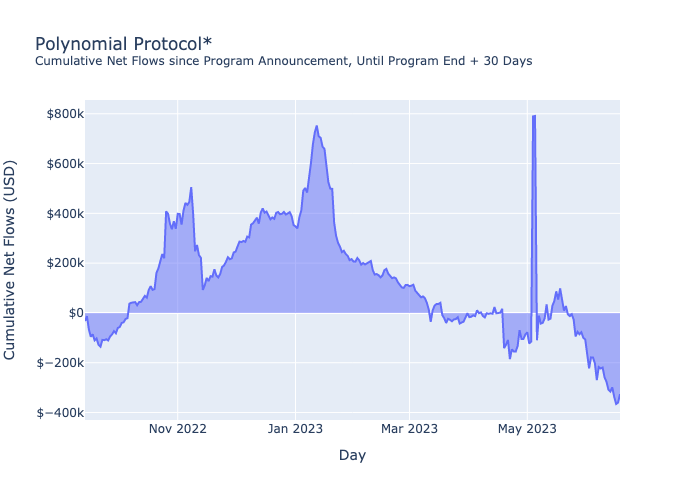 Polynomial Protocol*
Cumulative Net Flows since Program Announcement, Until Program End + 30 Days
Cumulative Net Flows (USD)
$800k
$600k
$400k
$200k
$0
$−200k
$−400k
Nov 2022
Jan 2023
Mar 2023
May 2023
Day